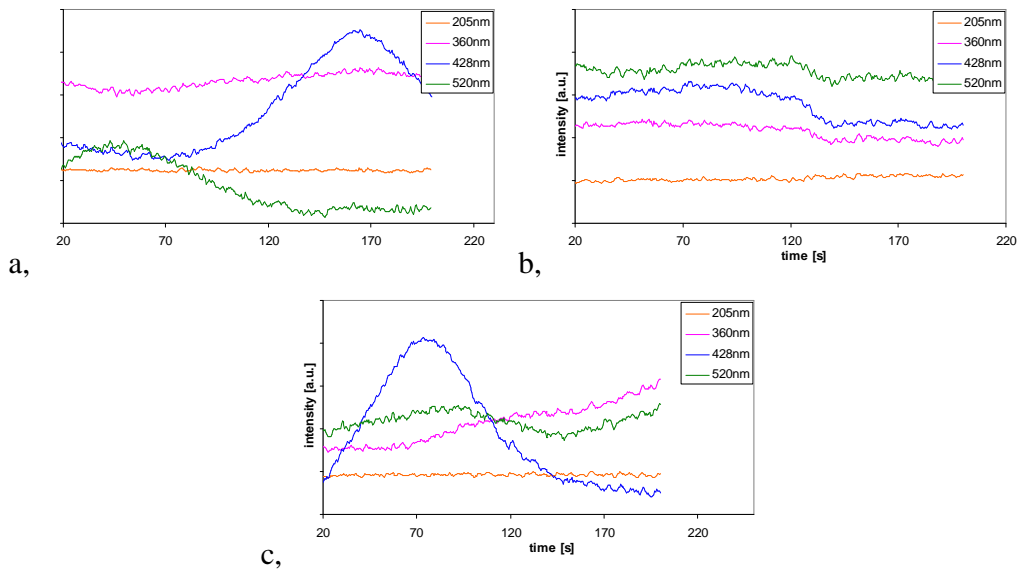 205nm
360nm
428nm
520nm
20 70 120 170 220
a,
intensity [a.u.]
205nm
360nm
428nm
520nm
20 70 120 170 220
time [s]
b,
intensity [a.u.]
205nm
360nm
428nm
520nm
20 70 120 170 220
time [s]
c,